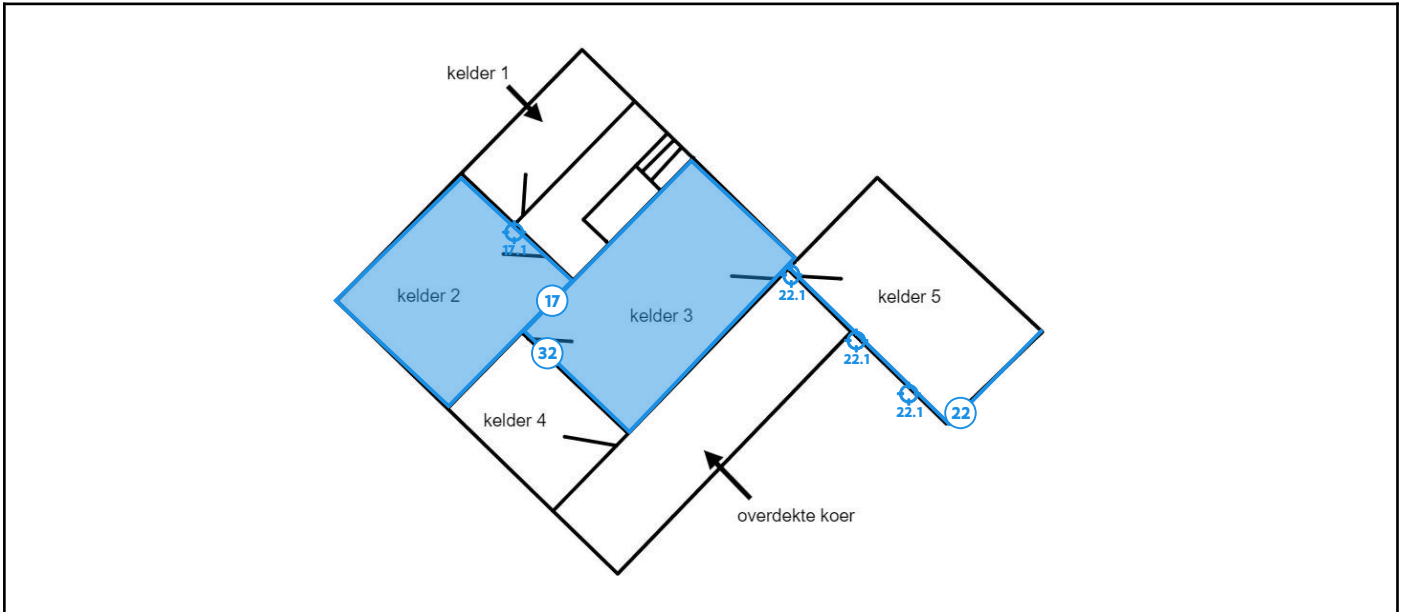 kelder 1
17.1
kelder 2
17
kelder 3
32
kelder 4
22.1
kelder 5
22.1
22.1
22
overdekte koer